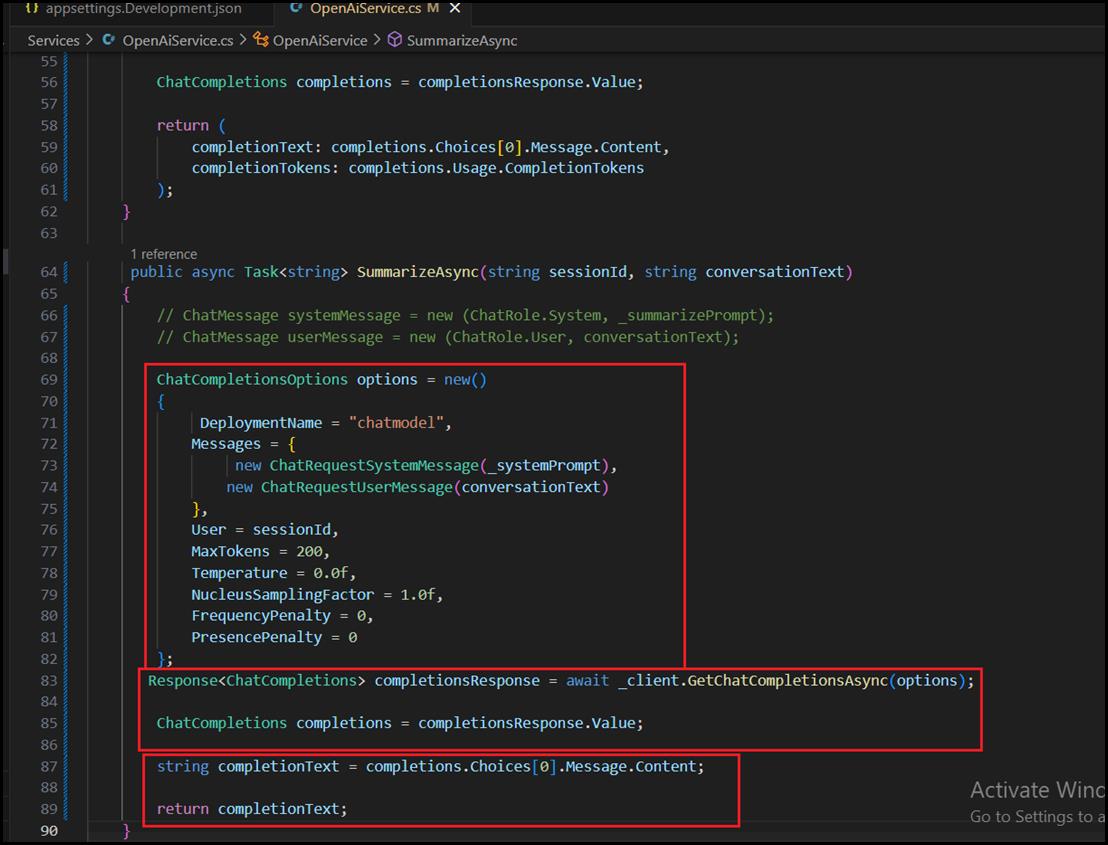 {} appsettings.Development.json C# OpenAiService.cs M ✕
Services > C# OpenAiService.cs > OpenAiService > SummarizeAsync
55
56 ChatCompletions completions = completionsResponse.Value;
57
58 return (
59 completionText: completions.Choices[0].Message.Content,
60 completionTokens: completions.Usage.CompletionTokens
61 );
62 }
63
1 reference
64 public async Task<string> SummarizeAsync(string sessionId, string conversationText)
65 {
66 // ChatMessage systemMessage = new (ChatRole.System, _summarizePrompt);
67 // ChatMessage userMessage = new (ChatRole.User, conversationText);
68
69 ChatCompletionsOptions options = new()
70 {
71 DeploymentName = "chatmodel",
72 Messages = {
73 new ChatRequestSystemMessage(_systemPrompt),
74 new ChatRequestUserMessage(conversationText)
75 },
76 User = sessionId,
77 MaxTokens = 200,
78 Temperature = 0.0f,
79 NucleusSamplingFactor = 1.0f,
80 FrequencyPenalty = 0,
81 PresencePenalty = 0
82 };
83 Response<ChatCompletions> completionsResponse = await _client.GetChatCompletionsAsync(options);
84
85 ChatCompletions completions = completionsResponse.Value;
86
87 string completionText = completions.Choices[0].Message.Content;
88
89 return completionText;
90 }
Activate Winc
Go to Settings to a